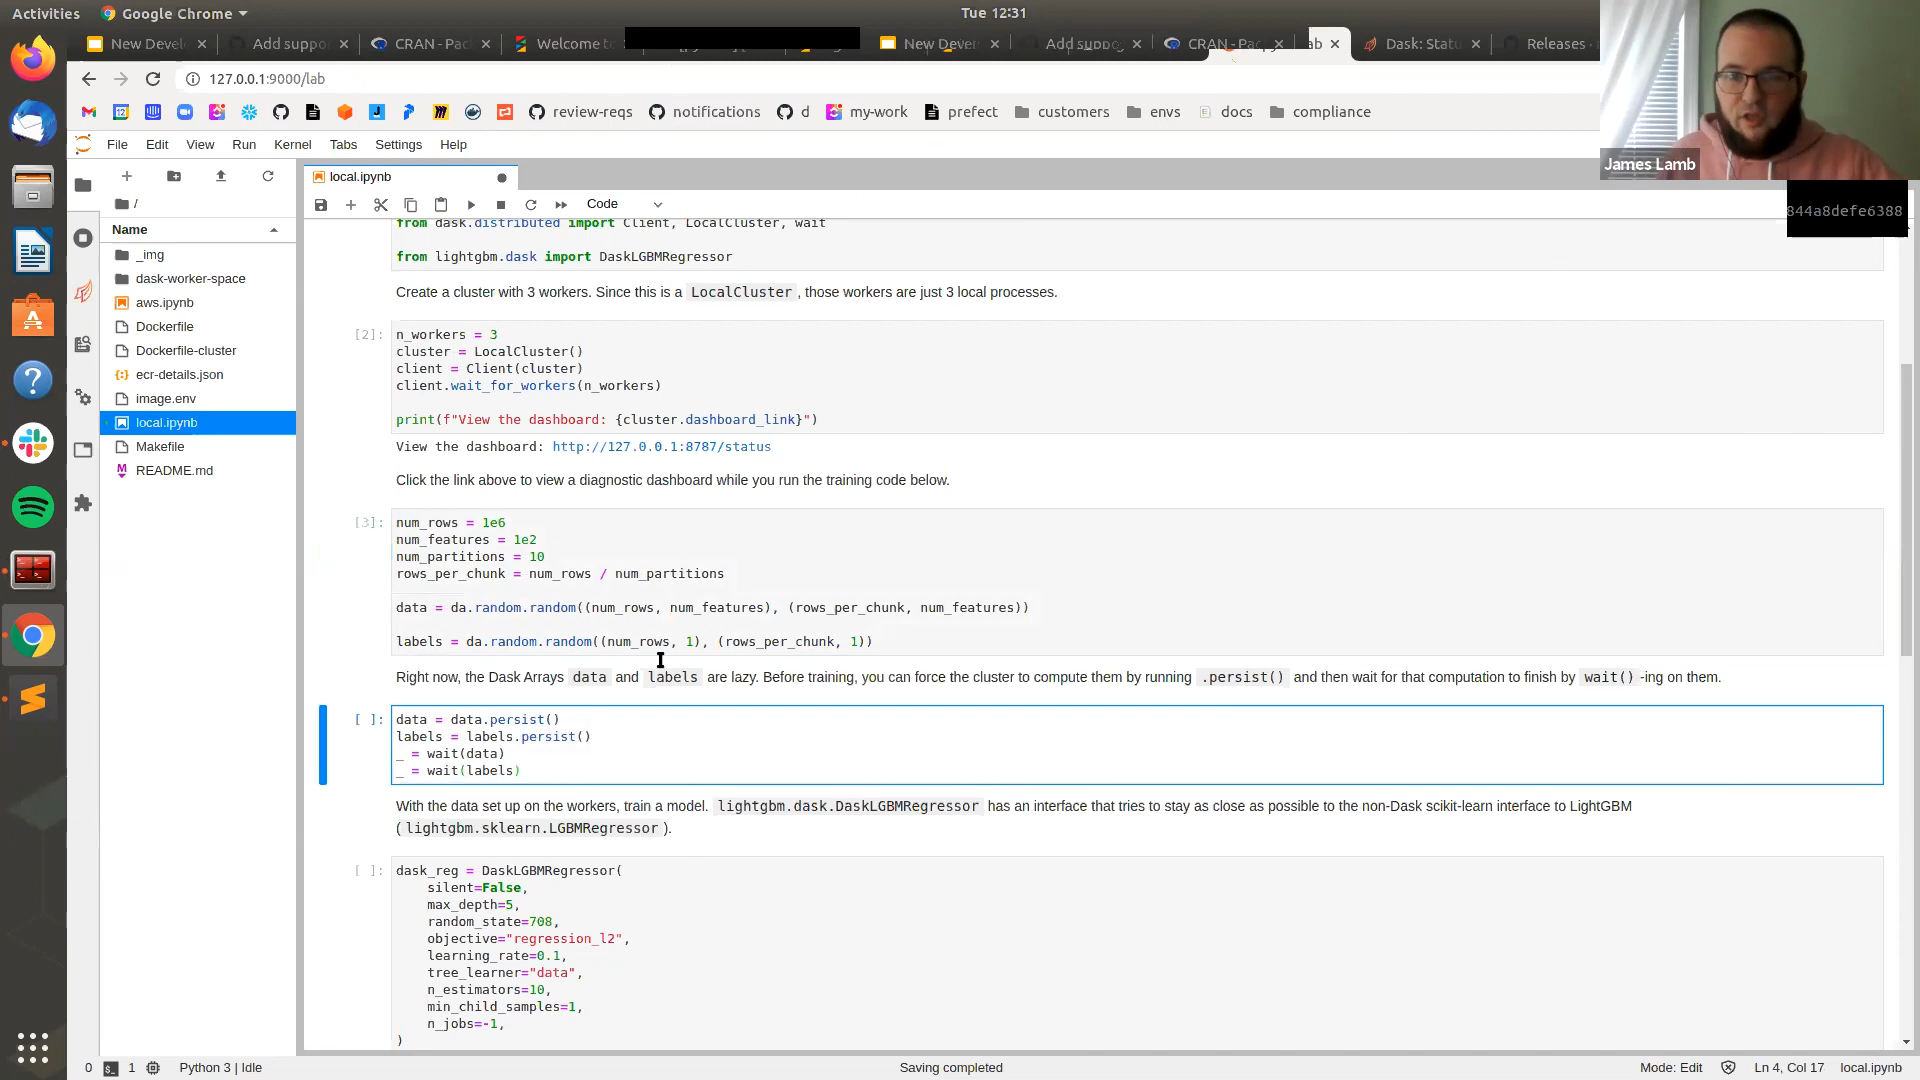 Activities
Google Chrome
Tue 12:31
New Devel
Add suppor
CRAN - Pac
Welcome to
New Dever
Add suppo
CRAN - Pac
ab
Dask: Statu
Releases ·
127.0.0.1:9000/lab
review-reqs
notifications
d
my-work
prefect
customers
envs
docs
compliance
James Lamb
844a8defe6388
File Edit View Run Kernel Tabs Settings Help
local.ipynb
Code
/
Name
_img
dask-worker-space
aws.ipynb
Dockerfile
Dockerfile-cluster
ecr-details.json
image.env
local.ipynb
Makefile
README.md
from dask.distributed import Client, LocalCluster, wait
from lightgbm.dask import DaskLGBMRegressor
Create a cluster with 3 workers. Since this is a LocalCluster , those workers are just 3 local processes.
[2]:
n_workers = 3
cluster = LocalCluster()
client = Client(cluster)
client.wait_for_workers(n_workers)
print(f"View the dashboard: {cluster.dashboard_link}")
View the dashboard: http://127.0.0.1:8787/status
Click the link above to view a diagnostic dashboard while you run the training code below.
[3]:
num_rows = 1e6
num_features = 1e2
num_partitions = 10
rows_per_chunk = num_rows / num_partitions
data = da.random.random((num_rows, num_features), (rows_per_chunk, num_features))
labels = da.random.random((num_rows, 1), (rows_per_chunk, 1))
Right now, the Dask Arrays data and labels are lazy. Before training, you can force the cluster to compute them by running .persist() and then wait for that computation to finish by wait() -ing on them.
[ ]:
data = data.persist()
labels = labels.persist()
_ = wait(data)
_ = wait(labels)
With the data set up on the workers, train a model. lightgbm.dask.DaskLGBMRegressor has an interface that tries to stay as close as possible to the non-Dask scikit-learn interface to LightGBM
( lightgbm.sklearn.LGBMRegressor ).
[ ]:
dask_reg = DaskLGBMRegressor(
silent=False,
max_depth=5,
random_state=708,
objective="regression_l2",
learning_rate=0.1,
tree_learner="data",
n_estimators=10,
min_child_samples=1,
n_jobs=-1,
)
0
1
Python 3 | Idle
Saving completed
Mode: Edit
Ln 4, Col 17
local.ipynb